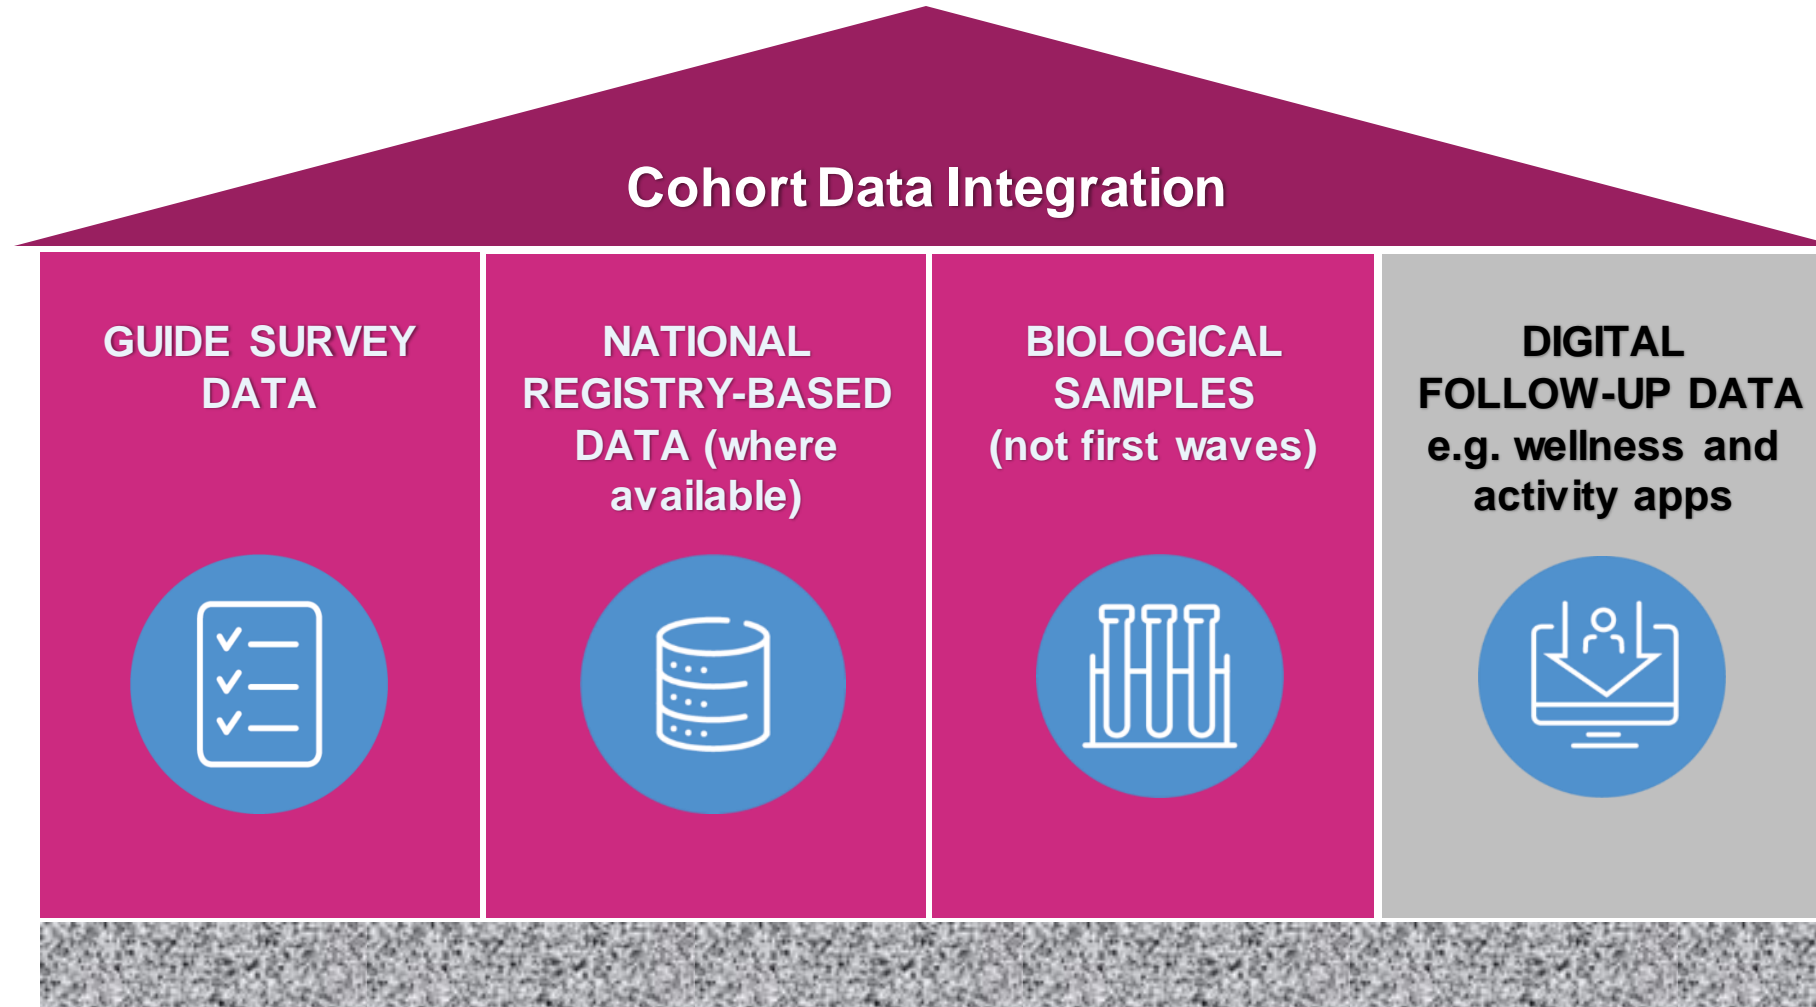 Cohort Data Integration
GUIDE SURVEY
DATA
NATIONAL
REGISTRY-BASED
DATA (where
available)
BIOLOGICAL
SAMPLES
(not first waves)
DIGITAL
FOLLOW-UP DATA
e.g. wellness and
activity apps